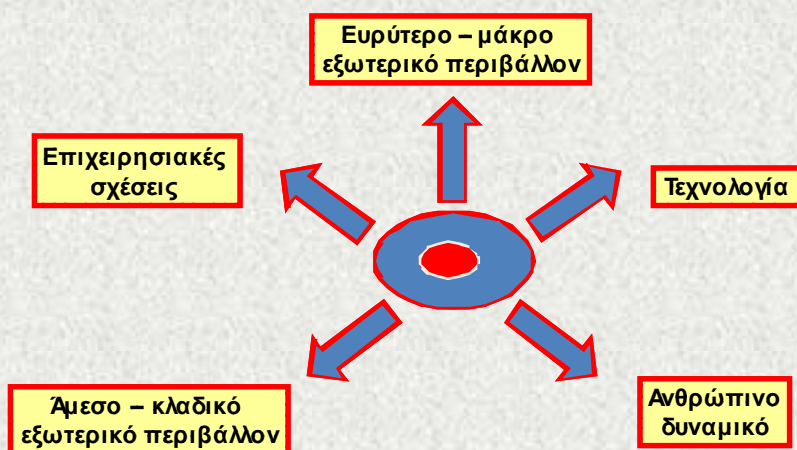 Ευρύτερο – μάκρο
εξωτερικό περιβάλλον
Επιχειρησιακές
σχέσεις
Τεχνολογία
Άμεσο – κλαδικό
εξωτερικό περιβάλλον
Ανθρώπινο
δυναμικό